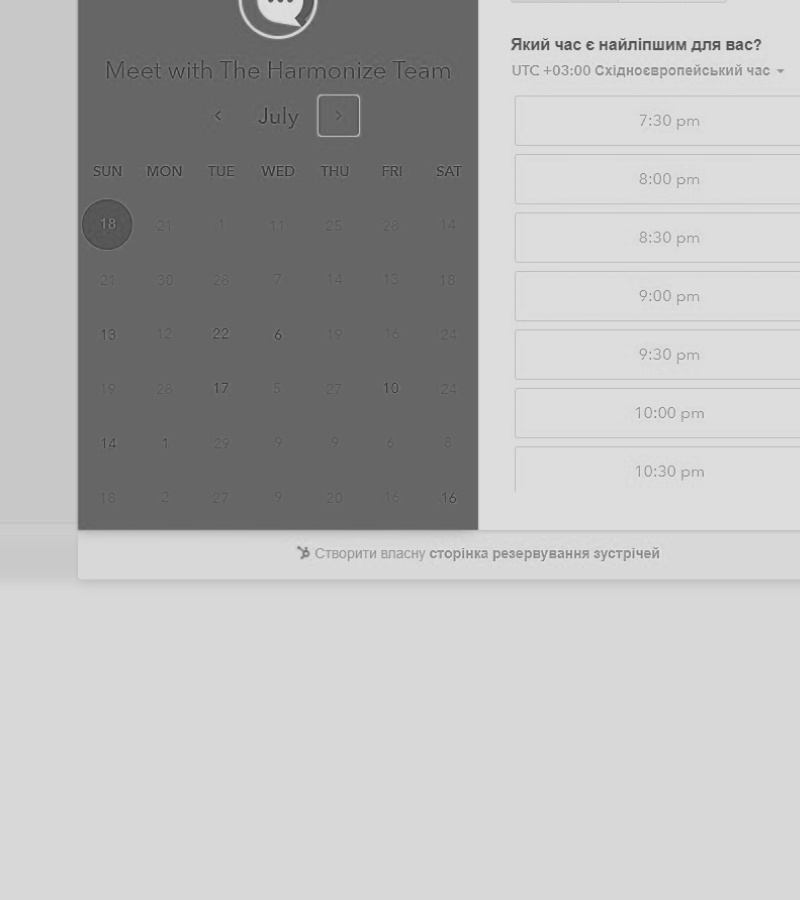 Meet with The Harmonize Team
July
SUN MON TUE WED THU FRI SAT
18 21 1 11 25 28 14
21 30 28 7 14 13 18
13 12 22 6 19 16 24
19 28 17 5 27 10 24
14 1 29 9 9 6 8
18 2 27 9 20 16 16
Який час є найліпшим для вас?
UTC +03:00 Східноєвропейський час
7:30 pm
8:00 pm
8:30 pm
9:00 pm
9:30 pm
10:00 pm
10:30 pm
Створити власну сторінка резервування зустрічей